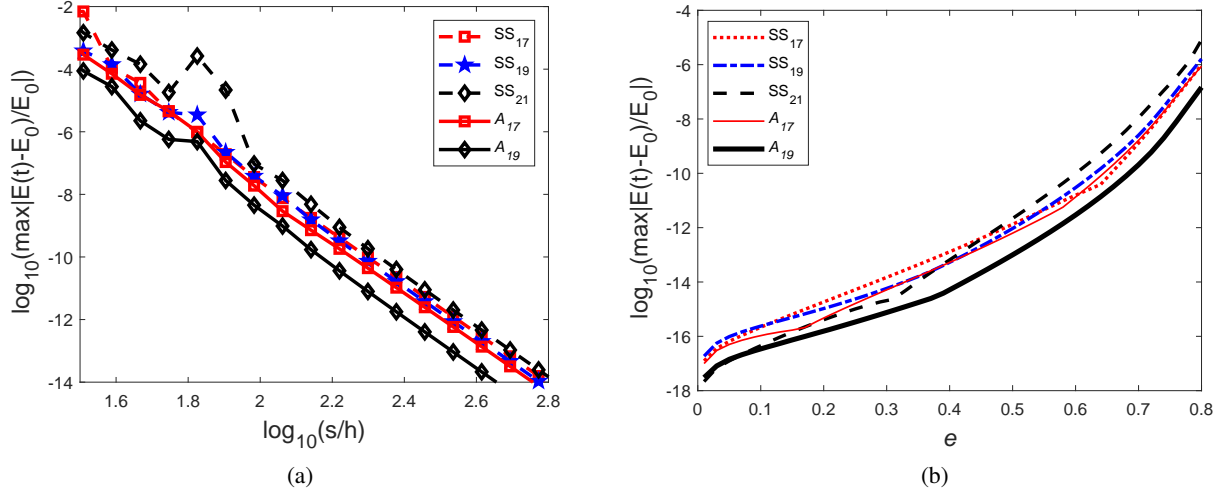 -2
-4
-6
-8
-10
-12
-14
1.6
1.8
2
2.2
2.4
2.6
2.8
log10(s/h)
log10(max|E(t)-E0)/E0|)
SS17
SS19
SS21
A17
A19
(a)
-4
-6
-8
-10
-12
-14
-16
-18
0
0.1
0.2
0.3
0.4
0.5
0.6
0.7
0.8
e
log10(max|E(t)-E0)/E0|)
SS17
SS19
SS21
A17
A19
(b)